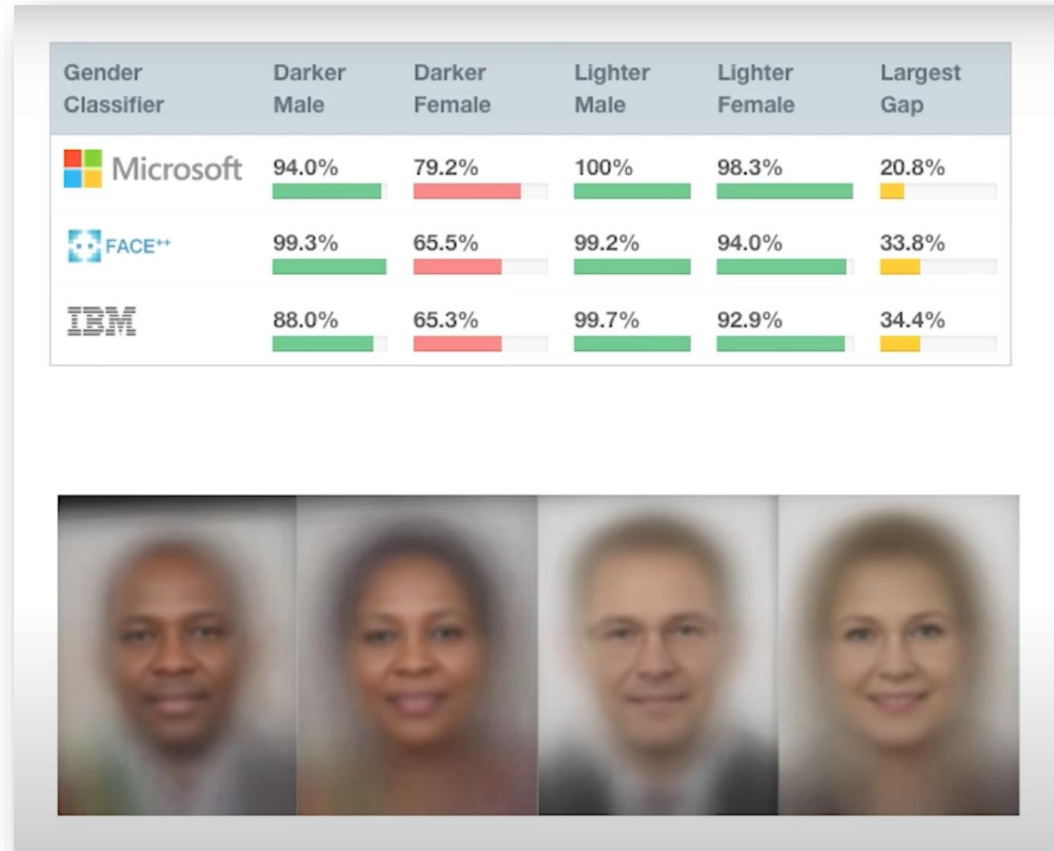 Gender Classifier Darker Male Darker Female Lighter Male Lighter Female Largest Gap
Microsoft 94.0% 79.2% 100% 98.3% 20.8%
FACE++ 99.3% 65.5% 99.2% 94.0% 33.8%
IBM 88.0% 65.3% 99.7% 92.9% 34.4%